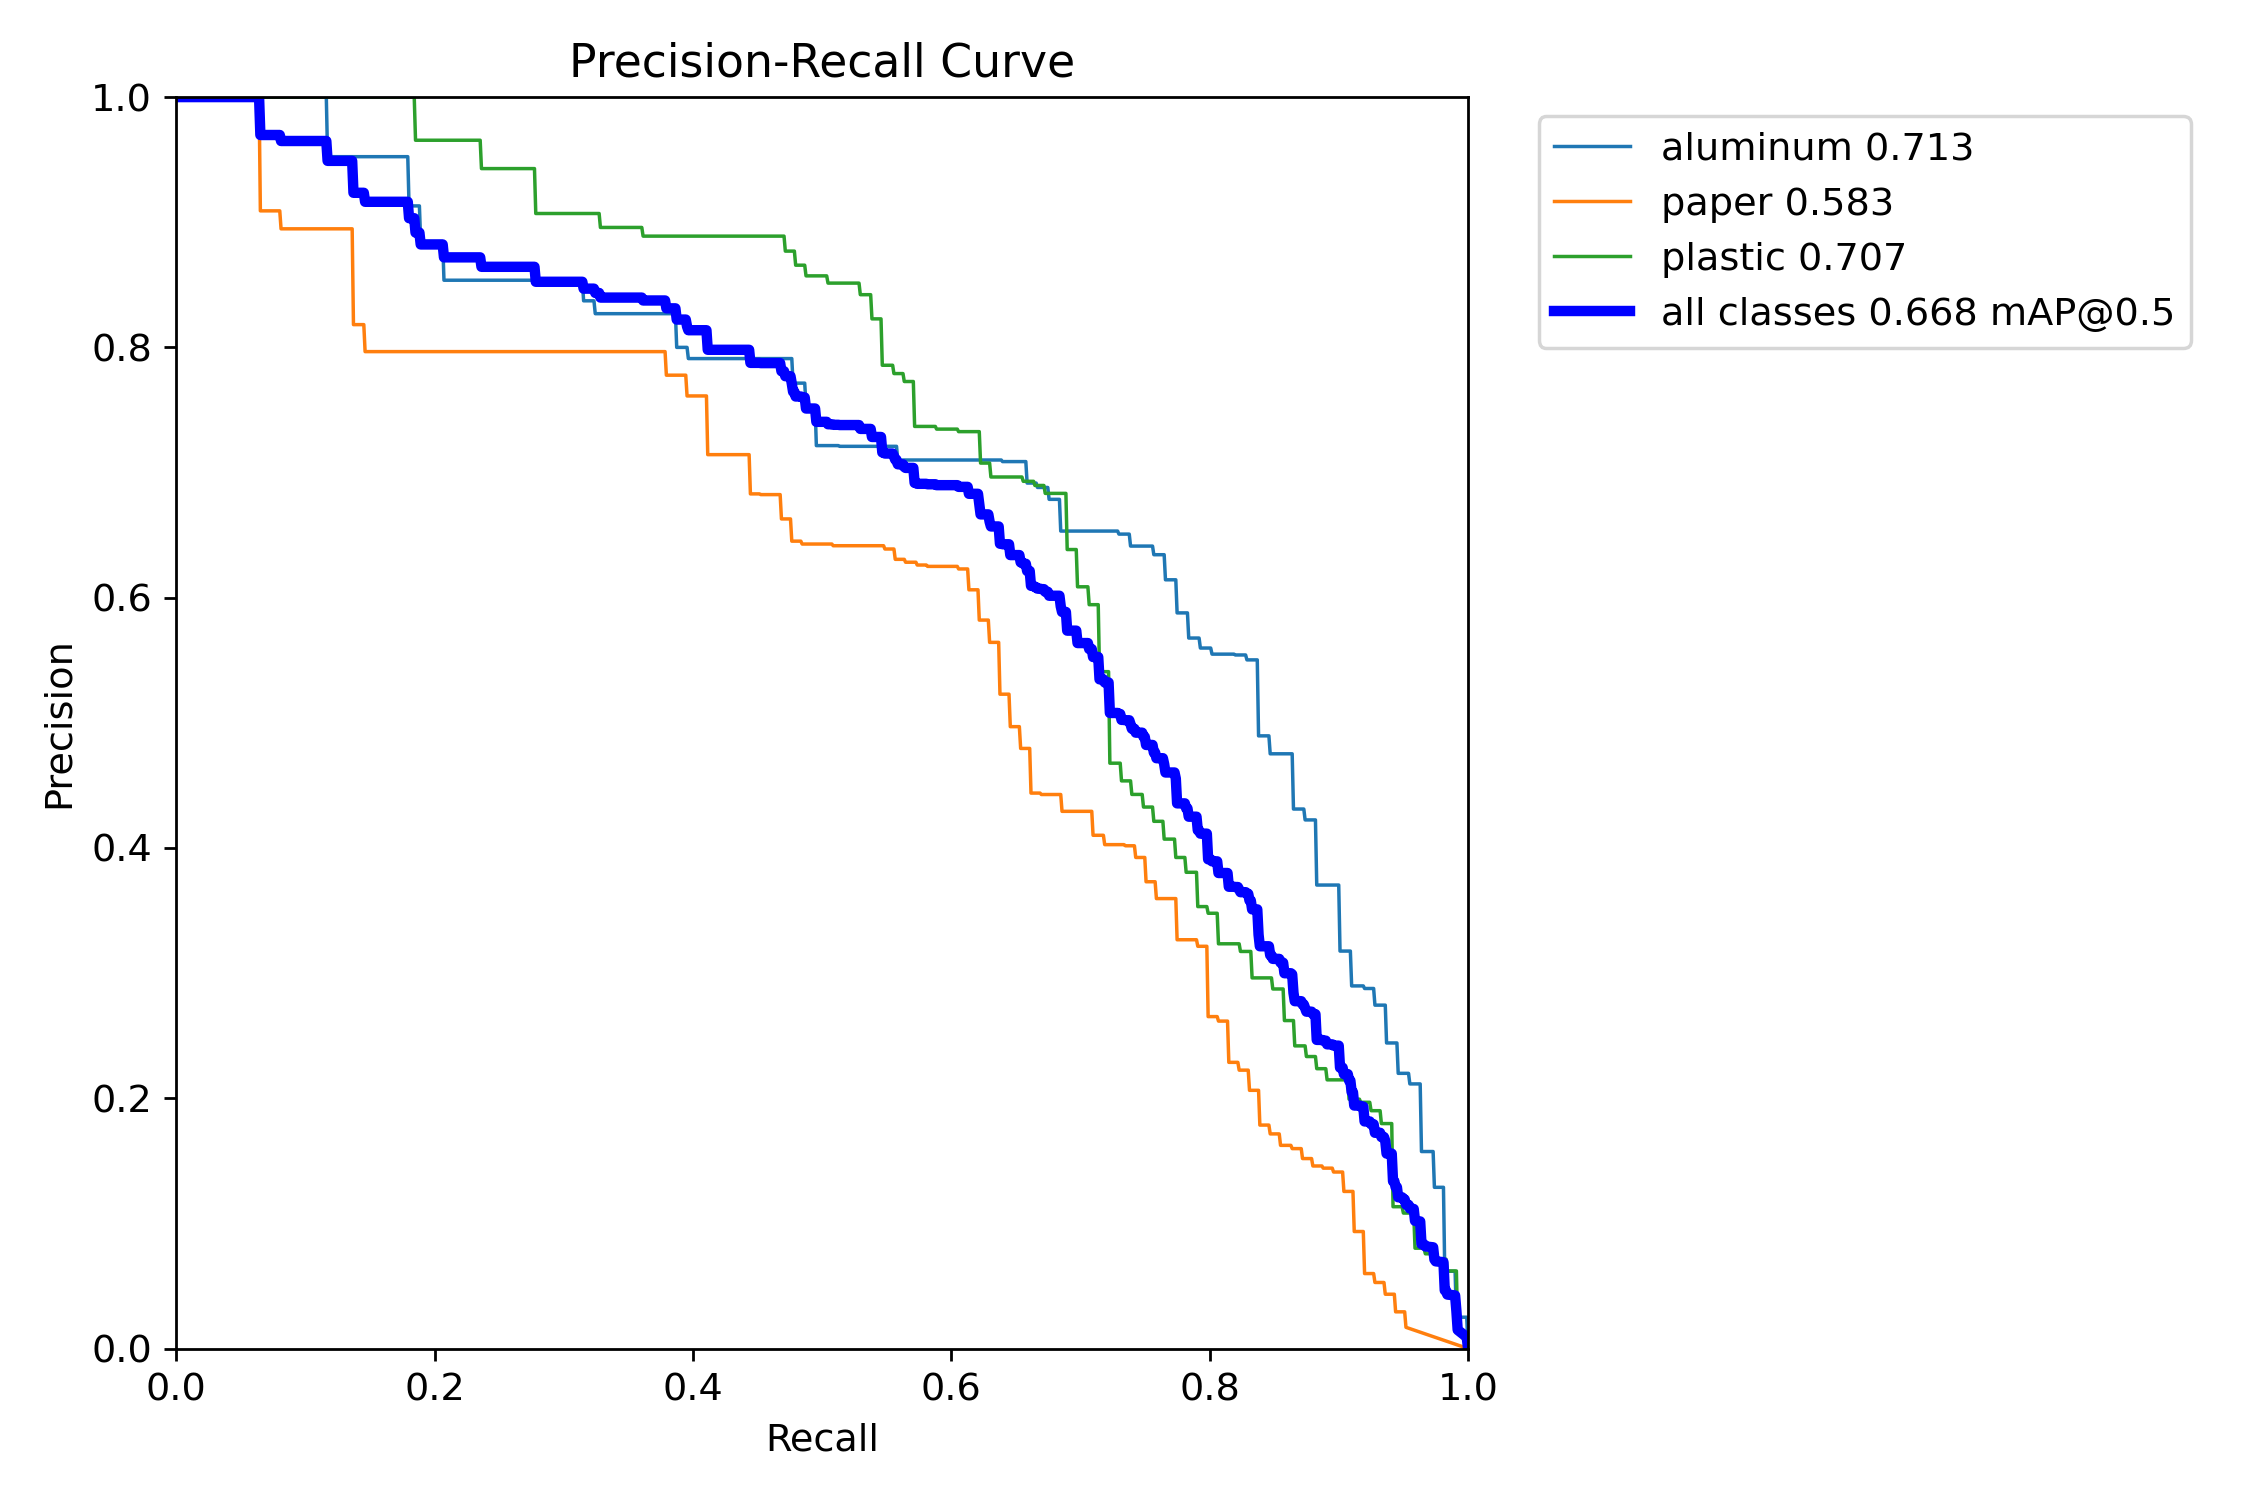 Precision-Recall Curve
1.0
0.8
0.6
0.4
0.2
0.0
Precision
0.0 0.2 0.4 0.6 0.8 1.0
Recall
aluminum 0.713
paper 0.583
plastic 0.707
all classes 0.668 mAP@0.5